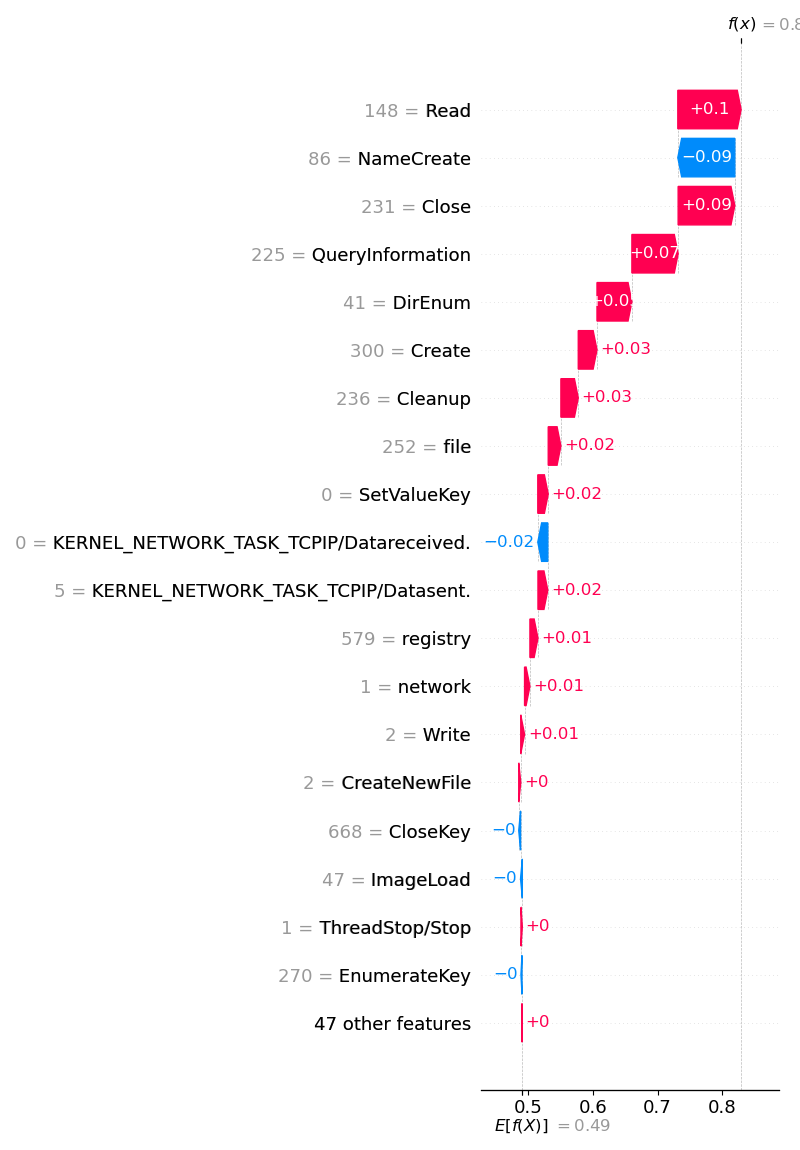 f(x) = 0.8
148 = Read +0.1
86 = NameCreate −0.09
231 = Close +0.09
225 = QueryInformation +0.07
41 = DirEnum
300 = Create +0.03
236 = Cleanup +0.03
252 = file +0.02
0 = SetValueKey +0.02
0 = KERNEL_NETWORK_TASK_TCPIP/Datareceived. −0.02
5 = KERNEL_NETWORK_TASK_TCPIP/Datasent. +0.02
579 = registry +0.01
1 = network +0.01
2 = Write +0.01
2 = CreateNewFile +0
668 = CloseKey −0
47 = ImageLoad −0
1 = ThreadStop/Stop +0
270 = EnumerateKey −0
47 other features +0
0.5 0.6 0.7 0.8
E[f(X)] = 0.49